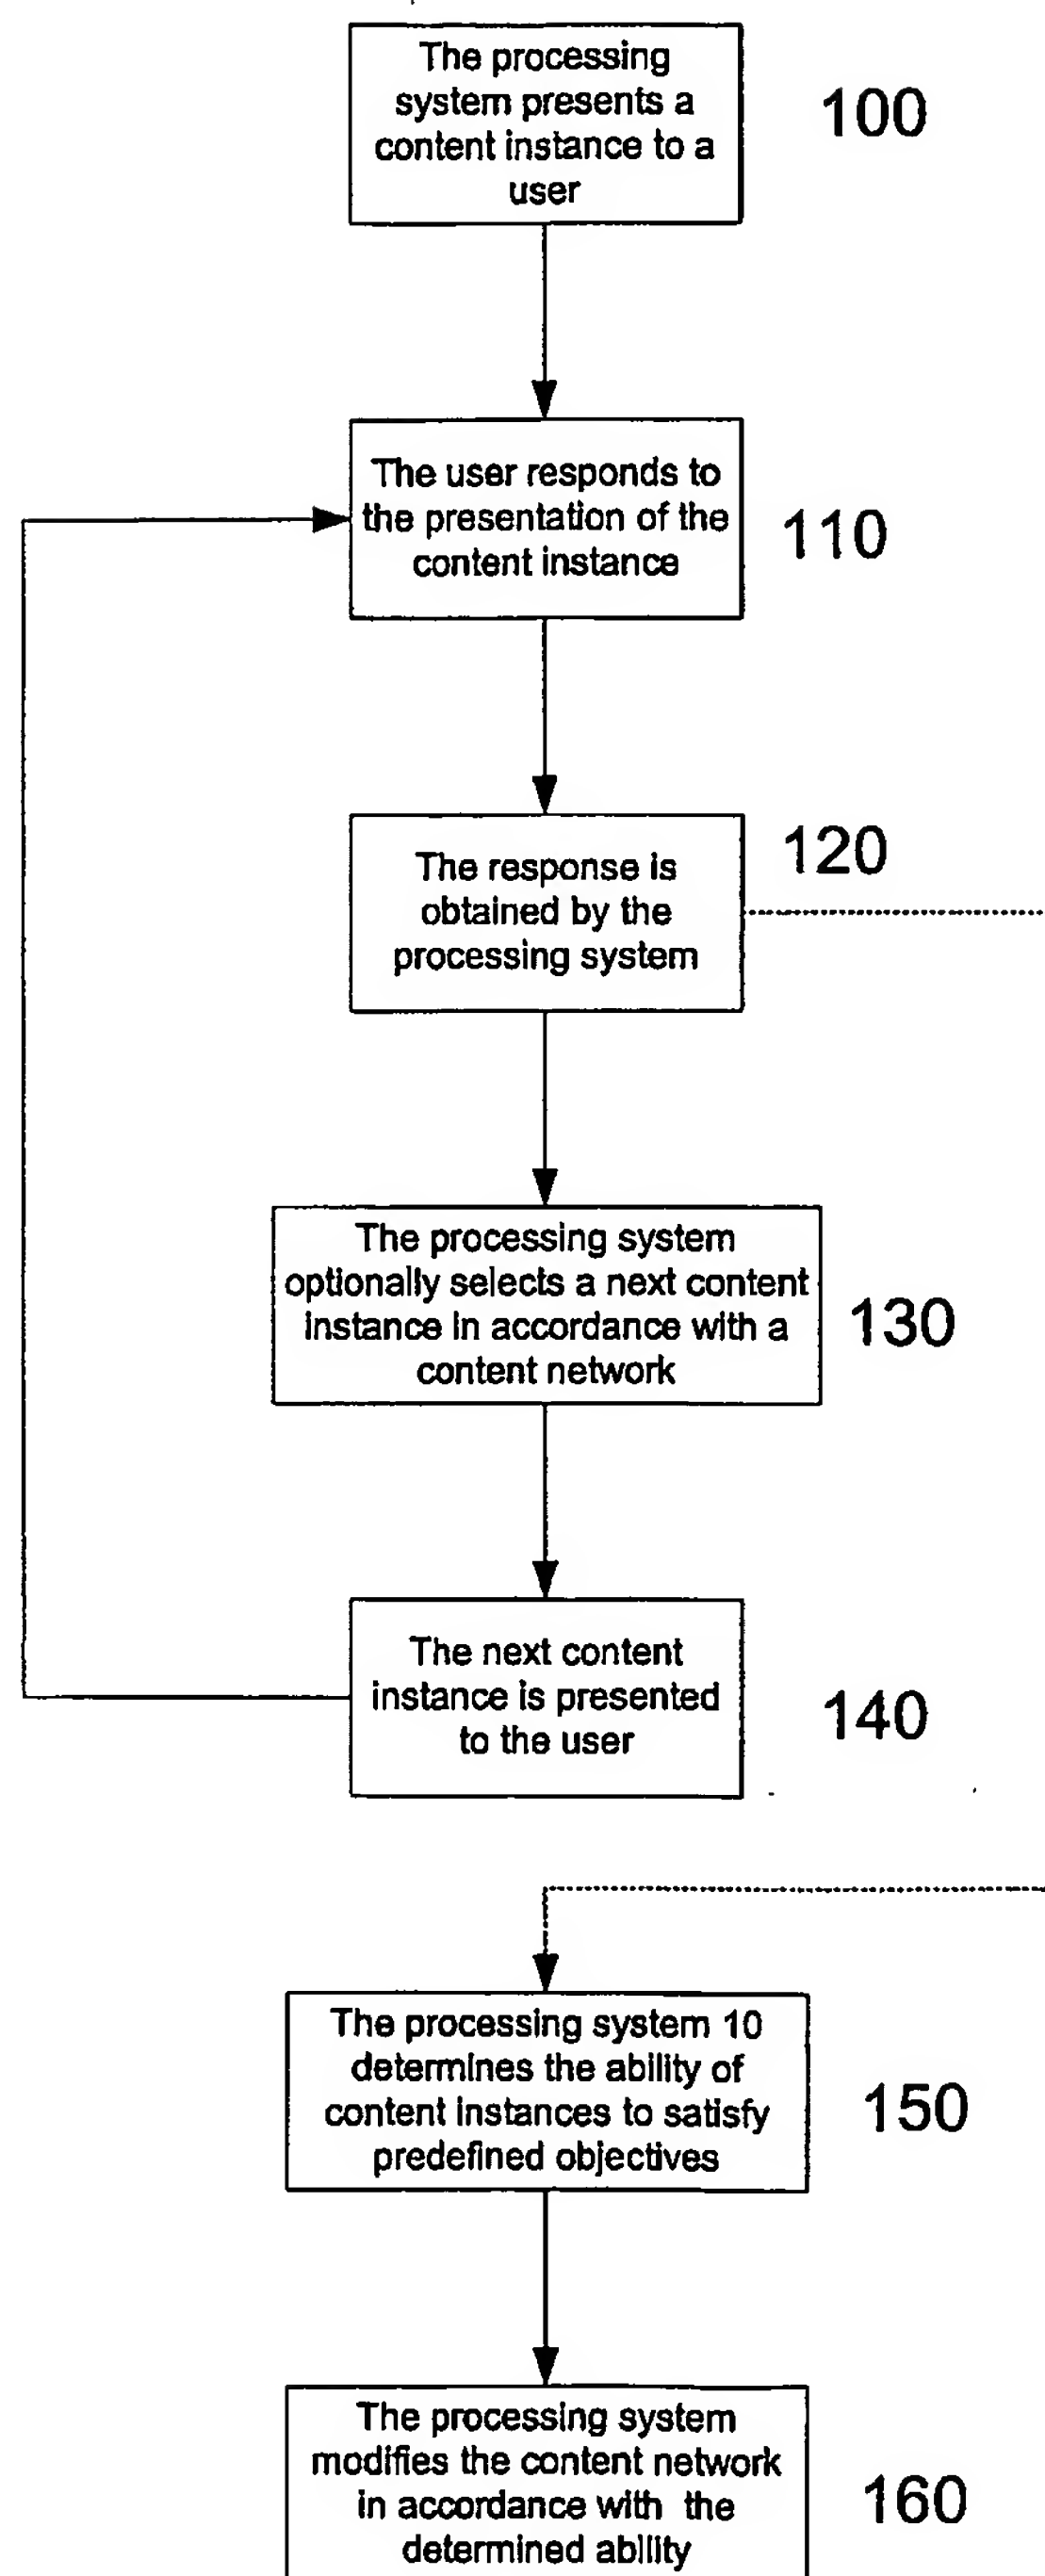 The processing
system presents a
content instance to a
user
100
The user responds to
the presentation of the
content instance
110
The response is
obtained by the
processing system
120
The processing system
optionally selects a next content
instance in accordance with a
content network
130
The next content
instance is presented
to the user
140
The processing system 10
determines the ability of
content instances to satisfy
predefined objectives
150
The processing system
modifies the content network
in accordance with the
determined ability
160